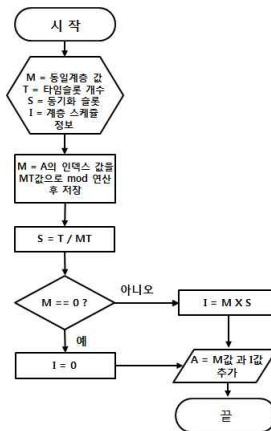 시 작
M = 동일계층 값
T = 타임슬롯 개수
S = 동기화 슬롯
I = 계층 스케쥴
정보
M = A의 인덱스 값을
MT값으로 mod 연산
후 저장
S = T / MT
M == 0 ?
아니오
I = M X S
예
I = 0
A = M값 과 I값
추가
끝